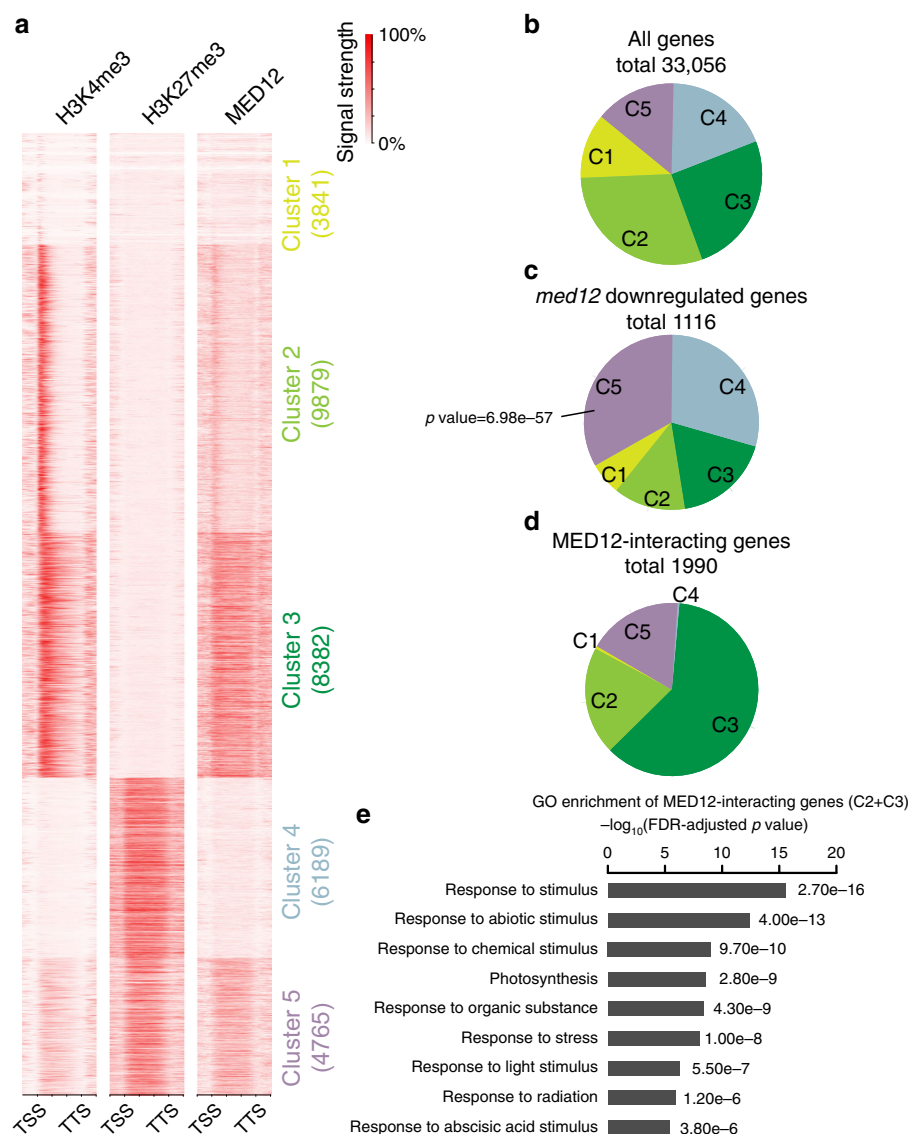 a
H3K4me3
H3K27me3
MED12
Signal strength
100%
0%
Cluster 1
(3841)
Cluster 2
(9879)
Cluster 3
(8382)
Cluster 4
(6189)
Cluster 5
(4765)
TSS
TTS
TSS
TTS
TSS
TTS
b
All genes
total 33,056
C5
C4
C1
C3
C2
c
med12 downregulated genes
total 1116
C5
C4
p value=6.98e–57
C1
C3
C2
d
MED12-interacting genes
total 1990
C4
C5
C1
C2
C3
e
GO enrichment of MED12-interacting genes (C2+C3)
–log10(FDR-adjusted p value)
0 5 10 15 20
Response to stimulus 2.70e–16
Response to abiotic stimulus 4.00e–13
Response to chemical stimulus 9.70e–10
Photosynthesis 2.80e–9
Response to organic substance 4.30e–9
Response to stress 1.00e–8
Response to light stimulus 5.50e–7
Response to radiation 1.20e–6
Response to abscisic acid stimulus 3.80e–6